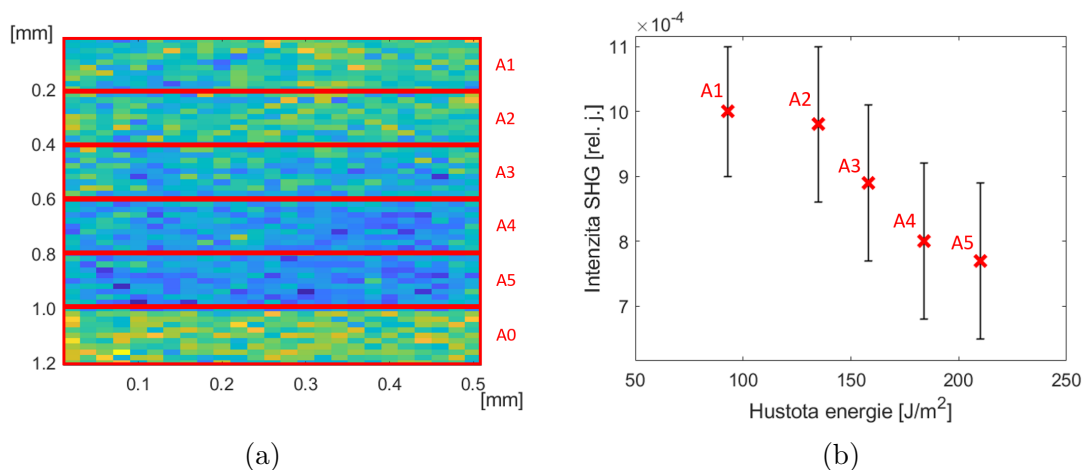 [mm]
A1
0.2
A2
0.4
A3
0.6
A4
0.8
A5
1.0
A0
1.2
0.1 0.2 0.3 0.4 0.5
[mm]
(a)
×10⁻⁴
11
10
9
8
7
Intenzita SHG [rel. j.]
A1
A2
A3
A4
A5
50 100 150 200 250
Hustota energie [J/m²]
(b)